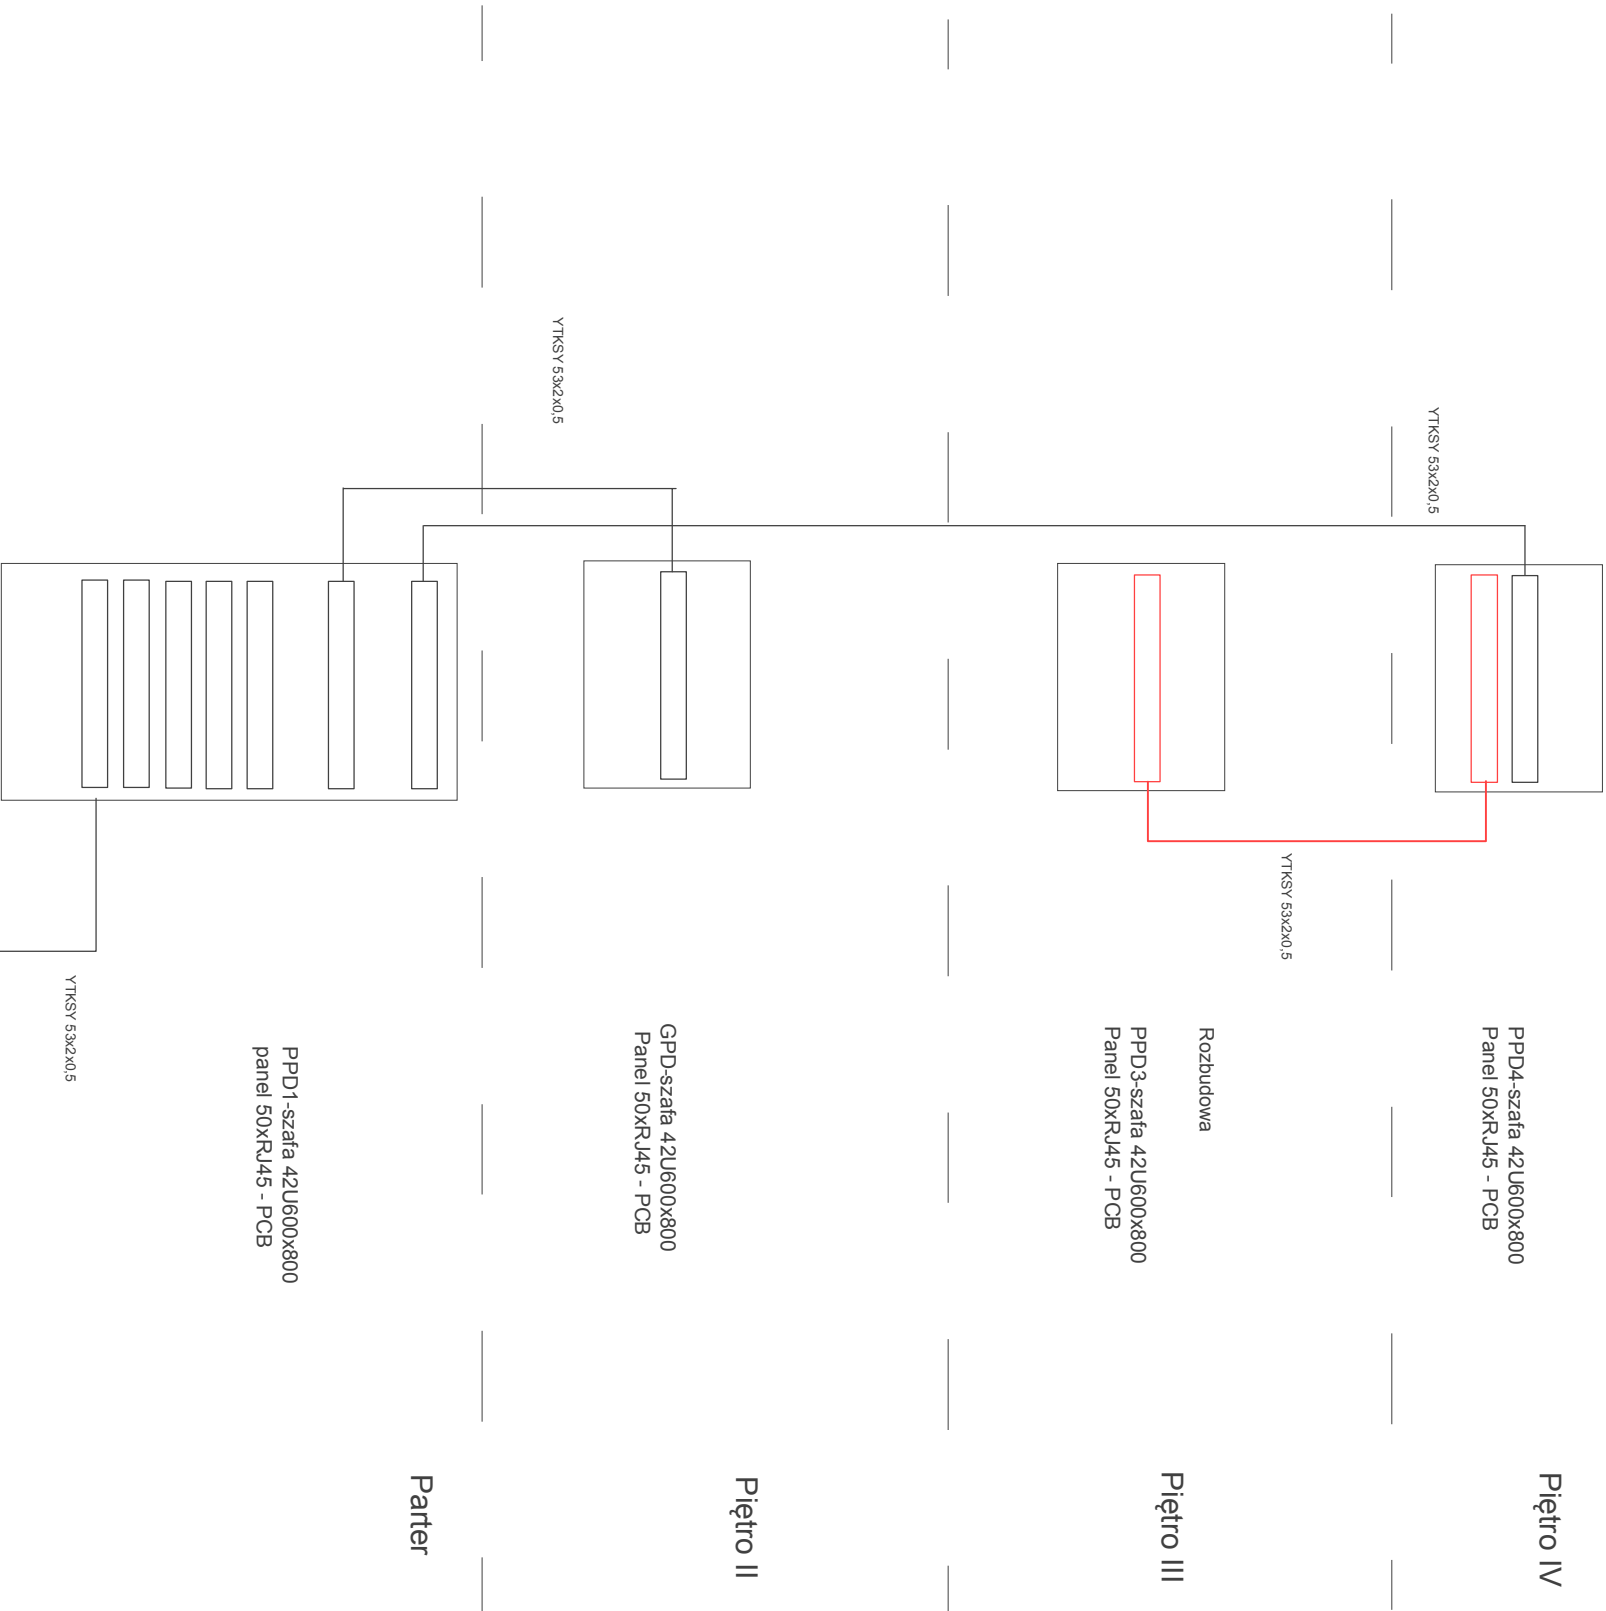 YTKSY 53x2x0,5
PPD4-szafa 42U600x800
Panel 50xRJ45 - PCB
Piętro IV
YTKSY 53x2x0,5
Rozbudowa
PPD3-szafa 42U600x800
Panel 50xRJ45 - PCB
Piętro III
YTKSY 53x2x0,5
GPD-szafa 42U600x800
Panel 50xRJ45 - PCB
Piętro II
YTKSY 53x2x0,5
PPD1-szafa 42U600x800
panel 50xRJ45 - PCB
Parter